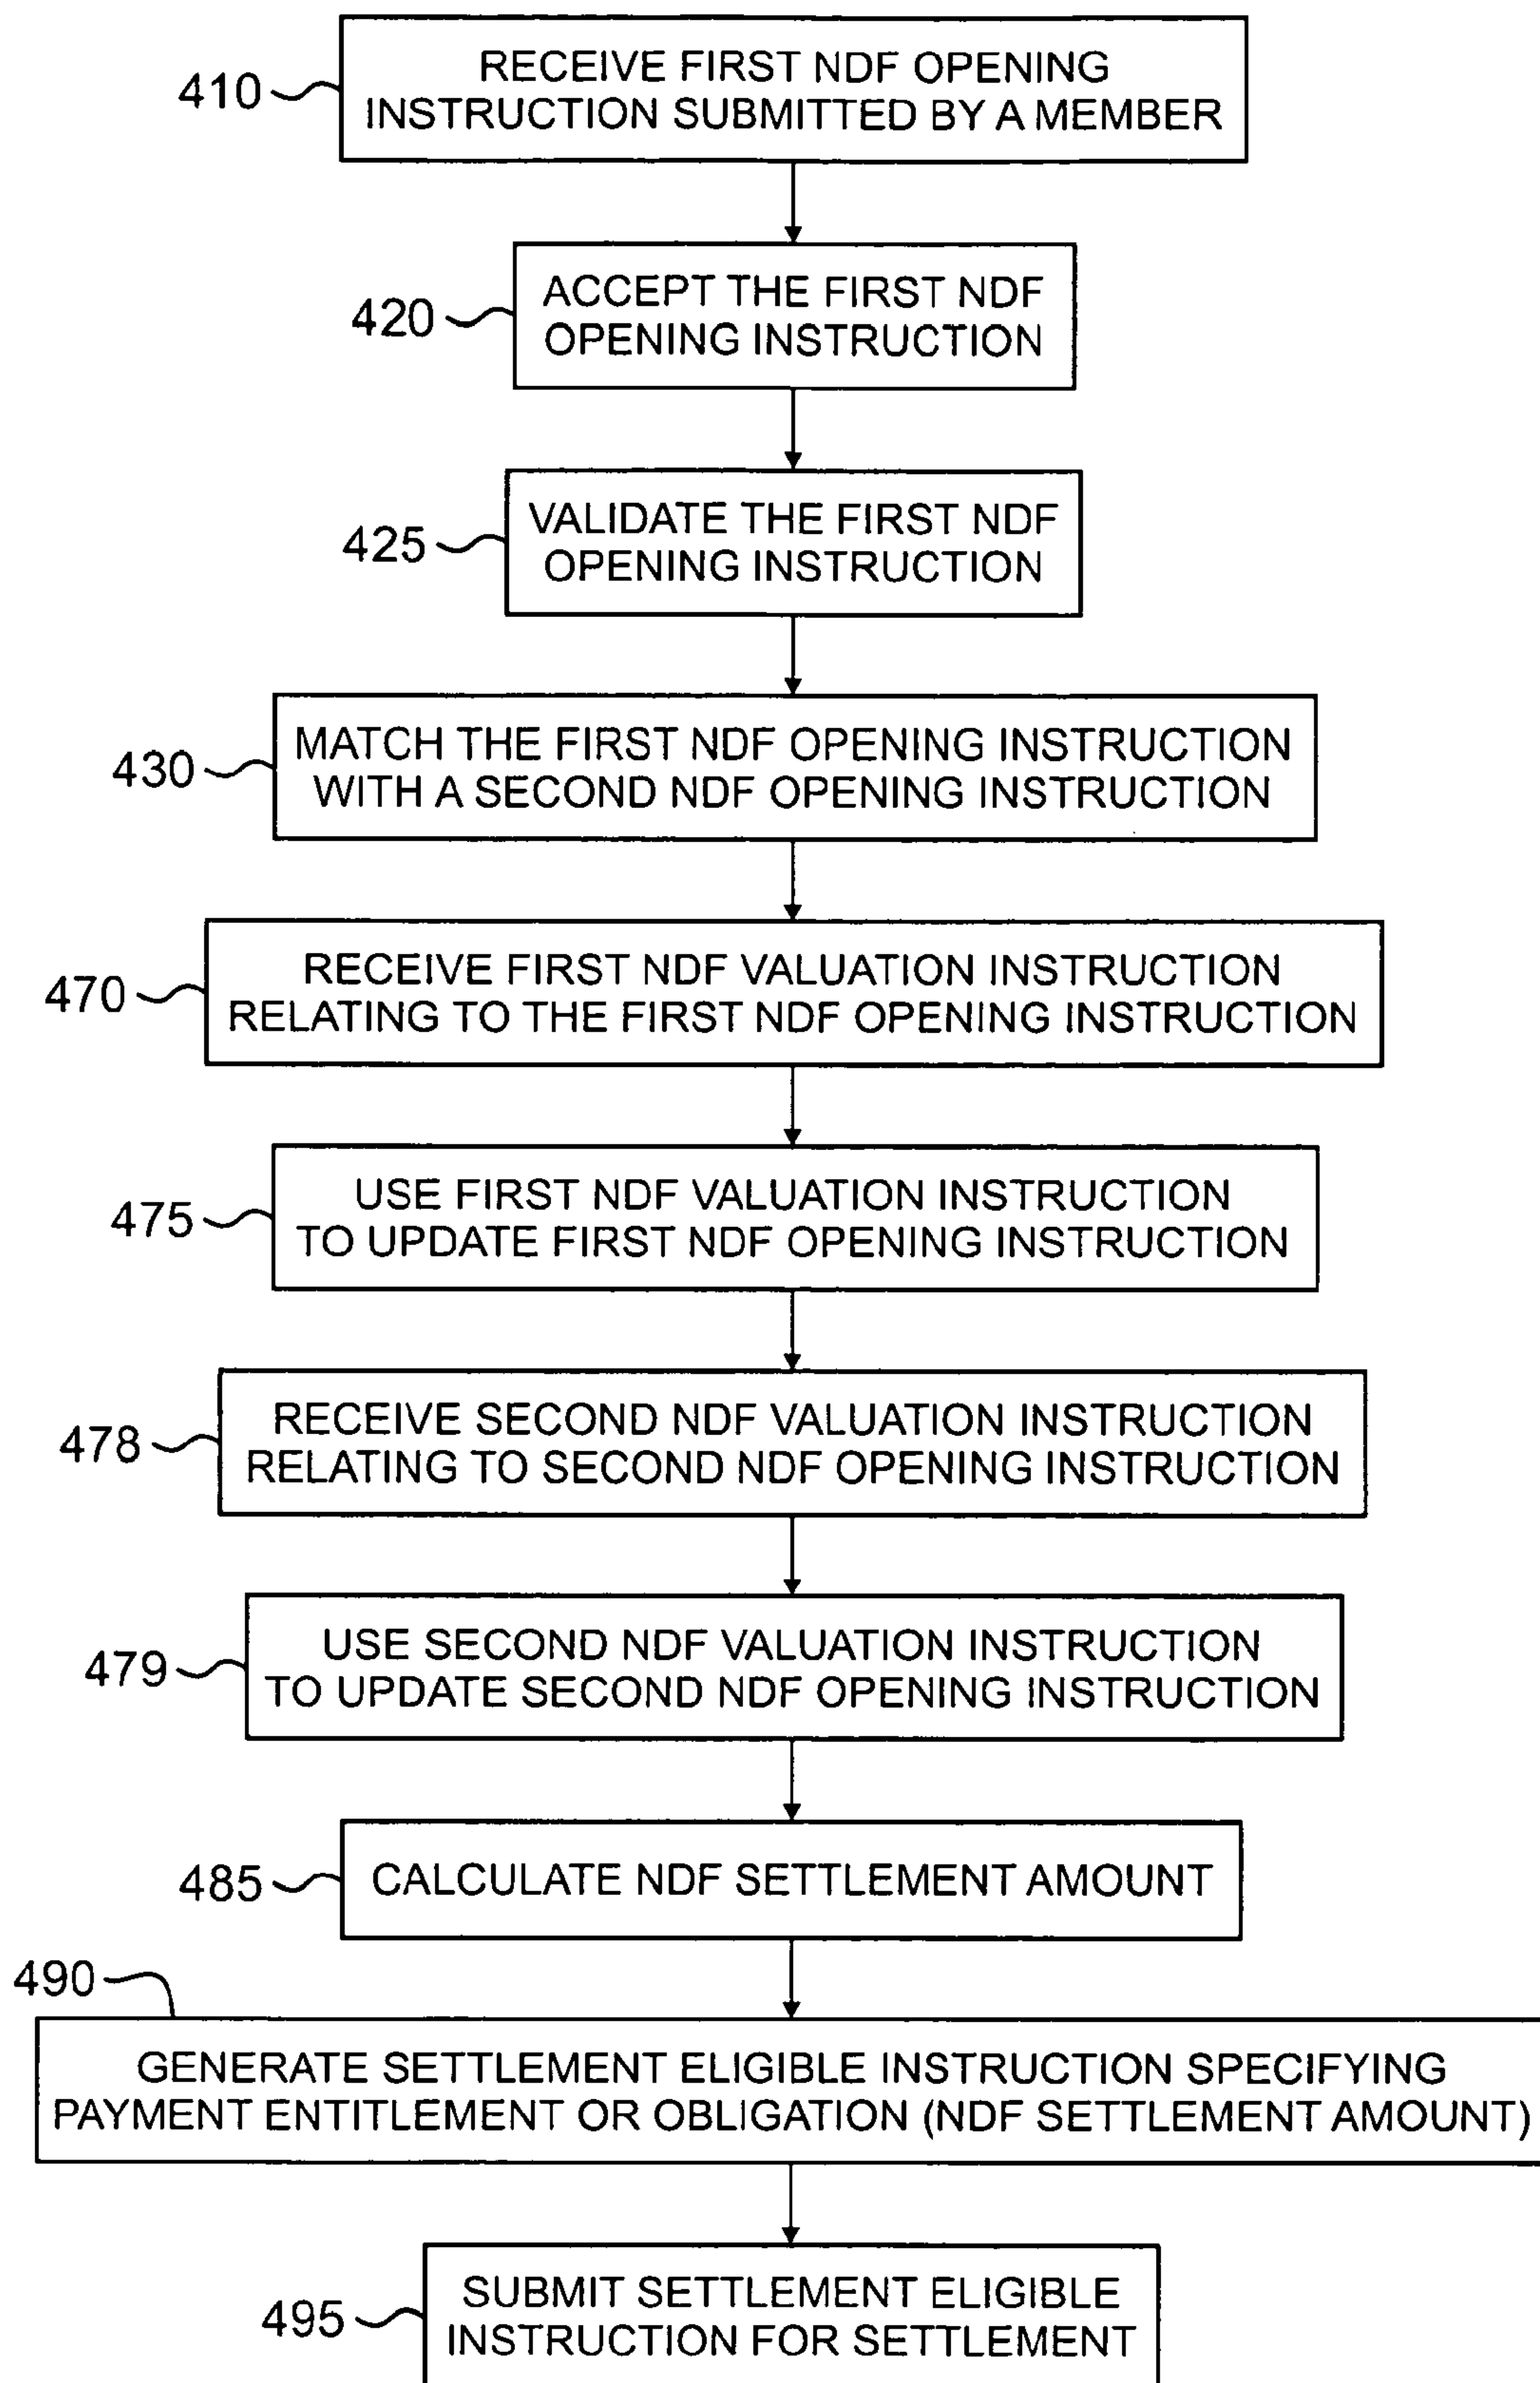 410
RECEIVE FIRST NDF OPENING
INSTRUCTION SUBMITTED BY A MEMBER
420
ACCEPT THE FIRST NDF
OPENING INSTRUCTION
425
VALIDATE THE FIRST NDF
OPENING INSTRUCTION
430
MATCH THE FIRST NDF OPENING INSTRUCTION
WITH A SECOND NDF OPENING INSTRUCTION
470
RECEIVE FIRST NDF VALUATION INSTRUCTION
RELATING TO THE FIRST NDF OPENING INSTRUCTION
475
USE FIRST NDF VALUATION INSTRUCTION
TO UPDATE FIRST NDF OPENING INSTRUCTION
478
RECEIVE SECOND NDF VALUATION INSTRUCTION
RELATING TO SECOND NDF OPENING INSTRUCTION
479
USE SECOND NDF VALUATION INSTRUCTION
TO UPDATE SECOND NDF OPENING INSTRUCTION
485
CALCULATE NDF SETTLEMENT AMOUNT
490
GENERATE SETTLEMENT ELIGIBLE INSTRUCTION SPECIFYING
PAYMENT ENTITLEMENT OR OBLIGATION (NDF SETTLEMENT AMOUNT)
495
SUBMIT SETTLEMENT ELIGIBLE
INSTRUCTION FOR SETTLEMENT